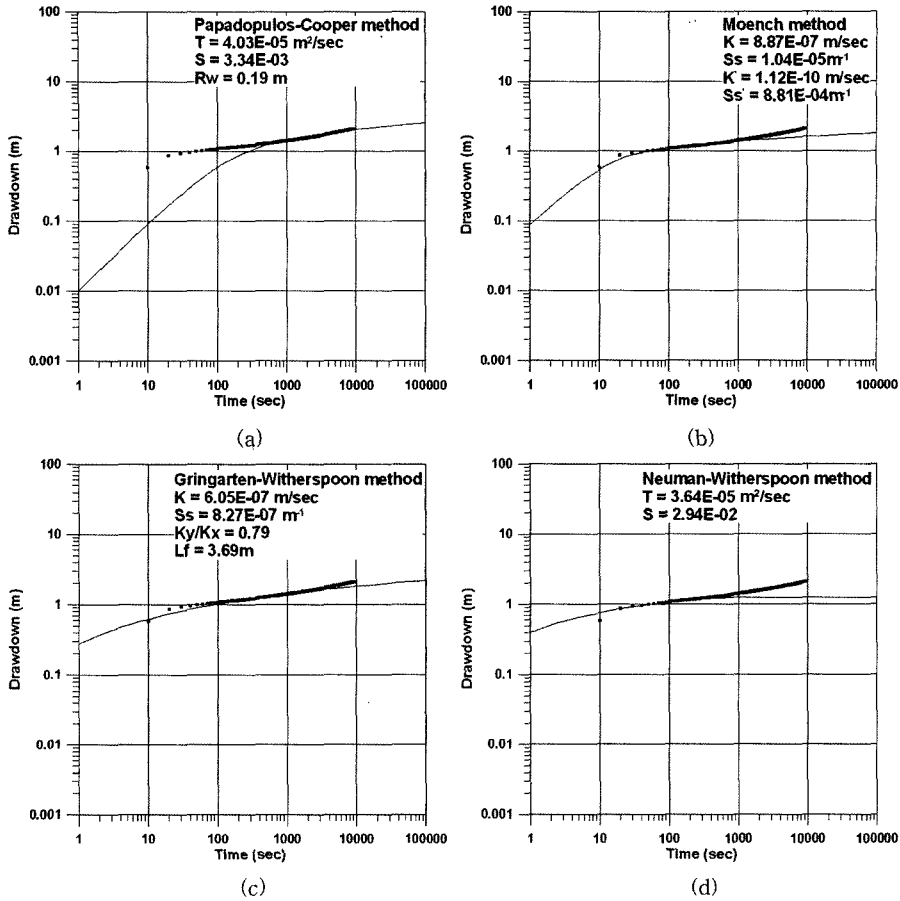 Papadopulos-Cooper method
T = 4.03E-05 m²/sec
S = 3.34E-03
Rw = 0.19 m
100
10
1
0.1
0.01
0.001
Drawdown (m)
1 10 100 1000 10000 100000
Time (sec)
(a)
Moench method
K = 8.87E-07 m/sec
Ss = 1.04E-05m⁻¹
K' = 1.12E-10 m/sec
Ss' = 8.81E-04m⁻¹
100
10
1
0.1
0.01
0.001
Drawdown (m)
1 10 100 1000 10000 100000
Time (sec)
(b)
Gringarten-Witherspoon method
K = 6.05E-07 m/sec
Ss = 8.27E-07 m⁻¹
Ky/Kx = 0.79
Lf = 3.69m
100
10
1
0.1
0.01
0.001
Drawdown (m)
1 10 100 1000 10000 100000
Time (sec)
(c)
Neuman-Witherspoon method
T = 3.64E-05 m²/sec
S = 2.94E-02
100
10
1
0.1
0.01
0.001
Drawdown (m)
1 10 100 1000 10000 100000
Time (sec)
(d)